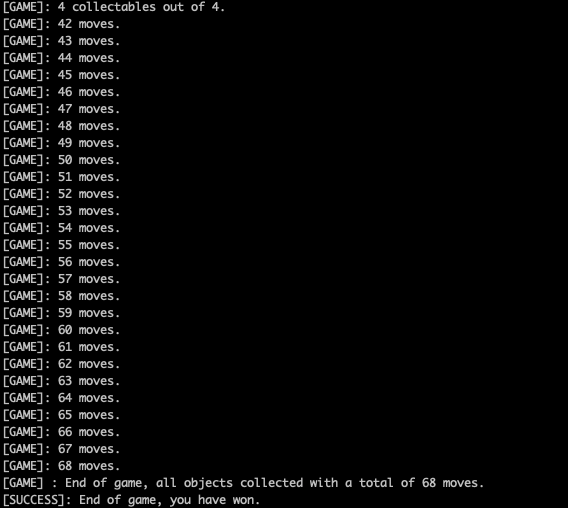 [GAME]: 4 collectables out of 4.
[GAME]: 42 moves.
[GAME]: 43 moves.
[GAME]: 44 moves.
[GAME]: 45 moves.
[GAME]: 46 moves.
[GAME]: 47 moves.
[GAME]: 48 moves.
[GAME]: 49 moves.
[GAME]: 50 moves.
[GAME]: 51 moves.
[GAME]: 52 moves.
[GAME]: 53 moves.
[GAME]: 54 moves.
[GAME]: 55 moves.
[GAME]: 56 moves.
[GAME]: 57 moves.
[GAME]: 58 moves.
[GAME]: 59 moves.
[GAME]: 60 moves.
[GAME]: 61 moves.
[GAME]: 62 moves.
[GAME]: 63 moves.
[GAME]: 64 moves.
[GAME]: 65 moves.
[GAME]: 66 moves.
[GAME]: 67 moves.
[GAME]: 68 moves.
[GAME] : End of game, all objects collected with a total of 68 moves.
[SUCCESS]: End of game, you have won.